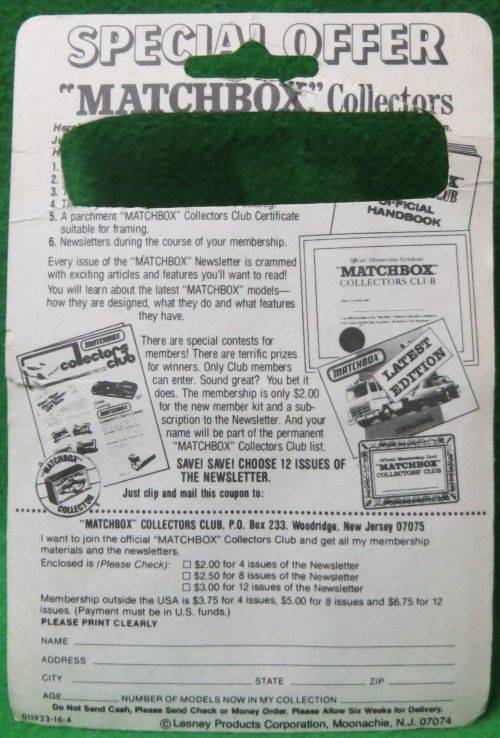 SPECIAL OFFER
"MATCHBOX" Collectors
1.
2.
3.
4.
5. A parchment "MATCHBOX" Collectors Club Certificate
suitable for framing.
6. Newsletters during the course of your membership.
Every issue of the "MATCHBOX" Newsletter is crammed
with exciting articles and features you'll want to read!
You will learn about the latest "MATCHBOX" models—
how they are designed, what they do and what features
they have.
CLUB
OFFICIAL
HANDBOOK
Official Membership Certificate
"MATCHBOX"
COLLECTORS CLUB
MATCHBOX
collectors
club
MATCHBOX
"MATCHBOX"
COLLECTOR
There are special contests for
members! There are terrific prizes
for winners. Only Club members
can enter. Sound great? You bet it
does. The membership is only $2.00
for the new member kit and a sub-
scription to the Newsletter. And your
name will be part of the permanent
"MATCHBOX" Collectors Club list.
SAVE! SAVE! CHOOSE 12 ISSUES OF
THE NEWSLETTER.
Just clip and mail this coupon to:
MATCHBOX
LATEST
EDITION
Official Membership Card
"MATCHBOX"
COLLECTORS' CLUB
"MATCHBOX" COLLECTORS CLUB, P.O. Box 233, Woodridge, New Jersey 07075
I want to join the official "MATCHBOX" Collectors Club and get all my membership
materials and the newsletters.
Enclosed is (Please Check): ☐ $2.00 for 4 issues of the Newsletter
☐ $2.50 for 8 issues of the Newsletter
☐ $3.00 for 12 issues of the Newsletter
Membership outside the USA is $3.75 for 4 issues, $5.00 for 8 issues and $6.75 for 12
issues. (Payment must be in U.S. funds.)
PLEASE PRINT CLEARLY
NAME
ADDRESS
CITY STATE ZIP
AGE NUMBER OF MODELS NOW IN MY COLLECTION
Do Not Send Cash, Please Send Check or Money Order. Please Allow Six Weeks for Delivery.
011923-16-4
© Lesney Products Corporation, Moonachie, N.J. 07074